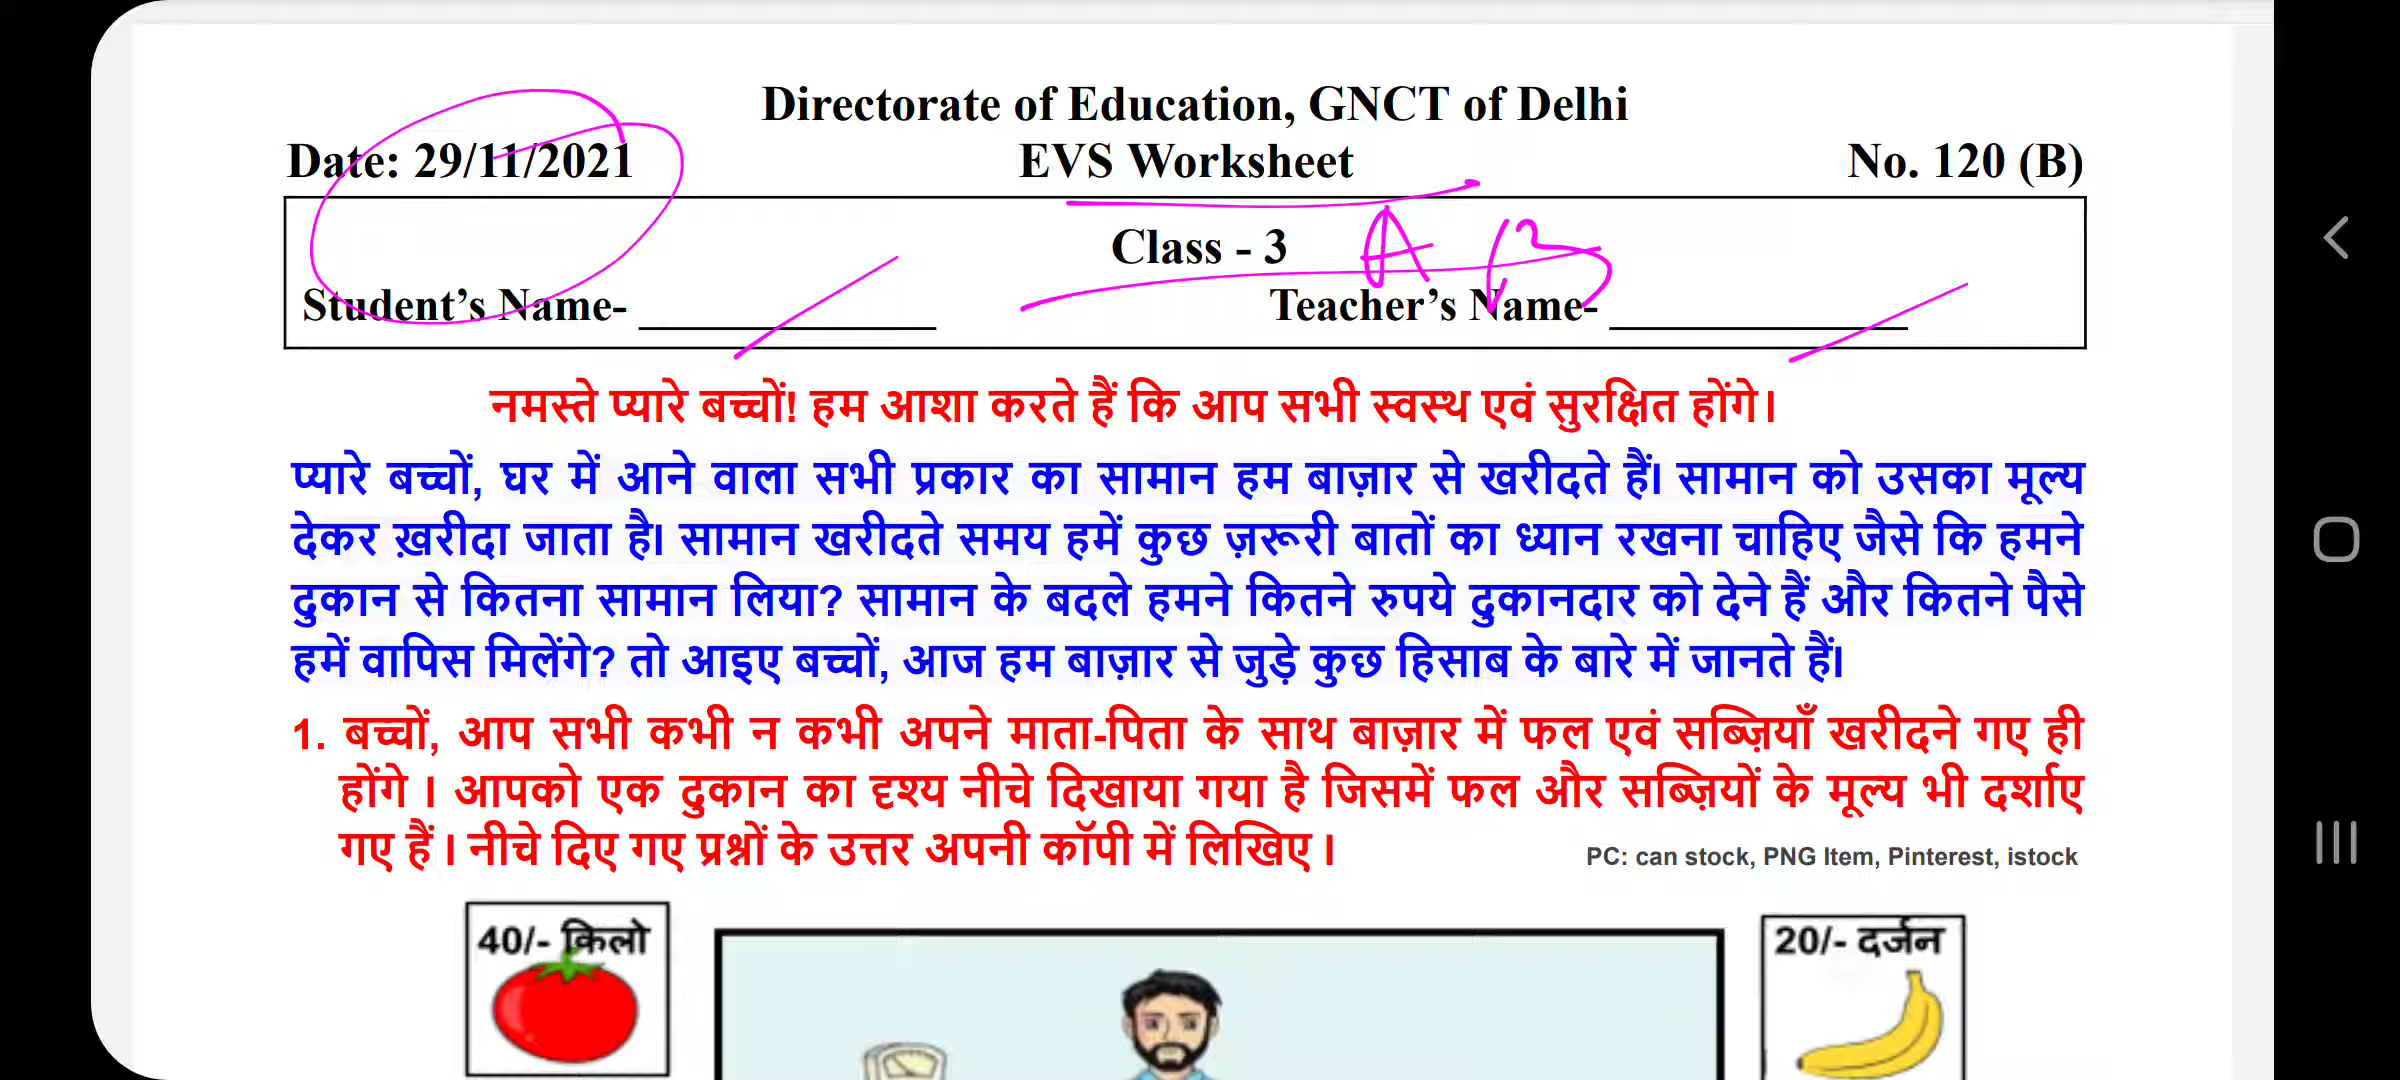 Directorate of Education, GNCT of Delhi
Date: 29/11/2021 EVS Worksheet No. 120 (B)
Class - 3 A B
Student’s Name- ______________ Teacher’s Name- ______________
नमस्ते प्यारे बच्चों! हम आशा करते हैं कि आप सभी स्वस्थ एवं सुरक्षित होंगे।
प्यारे बच्चों, घर में आने वाला सभी प्रकार का सामान हम बाज़ार से खरीदते हैं। सामान को उसका मूल्य
देकर ख़रीदा जाता है। सामान खरीदते समय हमें कुछ ज़रूरी बातों का ध्यान रखना चाहिए जैसे कि हमने
दुकान से कितना सामान लिया? सामान के बदले हमने कितने रुपये दुकानदार को देने हैं और कितने पैसे
हमें वापिस मिलेंगे? तो आइए बच्चों, आज हम बाज़ार से जुड़े कुछ हिसाब के बारे में जानते हैं।
1. बच्चों, आप सभी कभी न कभी अपने माता-पिता के साथ बाज़ार में फल एवं सब्ज़ियाँ खरीदने गए ही
होंगे । आपको एक दुकान का दृश्य नीचे दिखाया गया है जिसमें फल और सब्ज़ियों के मूल्य भी दर्शाए
गए हैं । नीचे दिए गए प्रश्नों के उत्तर अपनी कॉपी में लिखिए ।
PC: can stock, PNG Item, Pinterest, istock
40/- किलो
20/- दर्जन